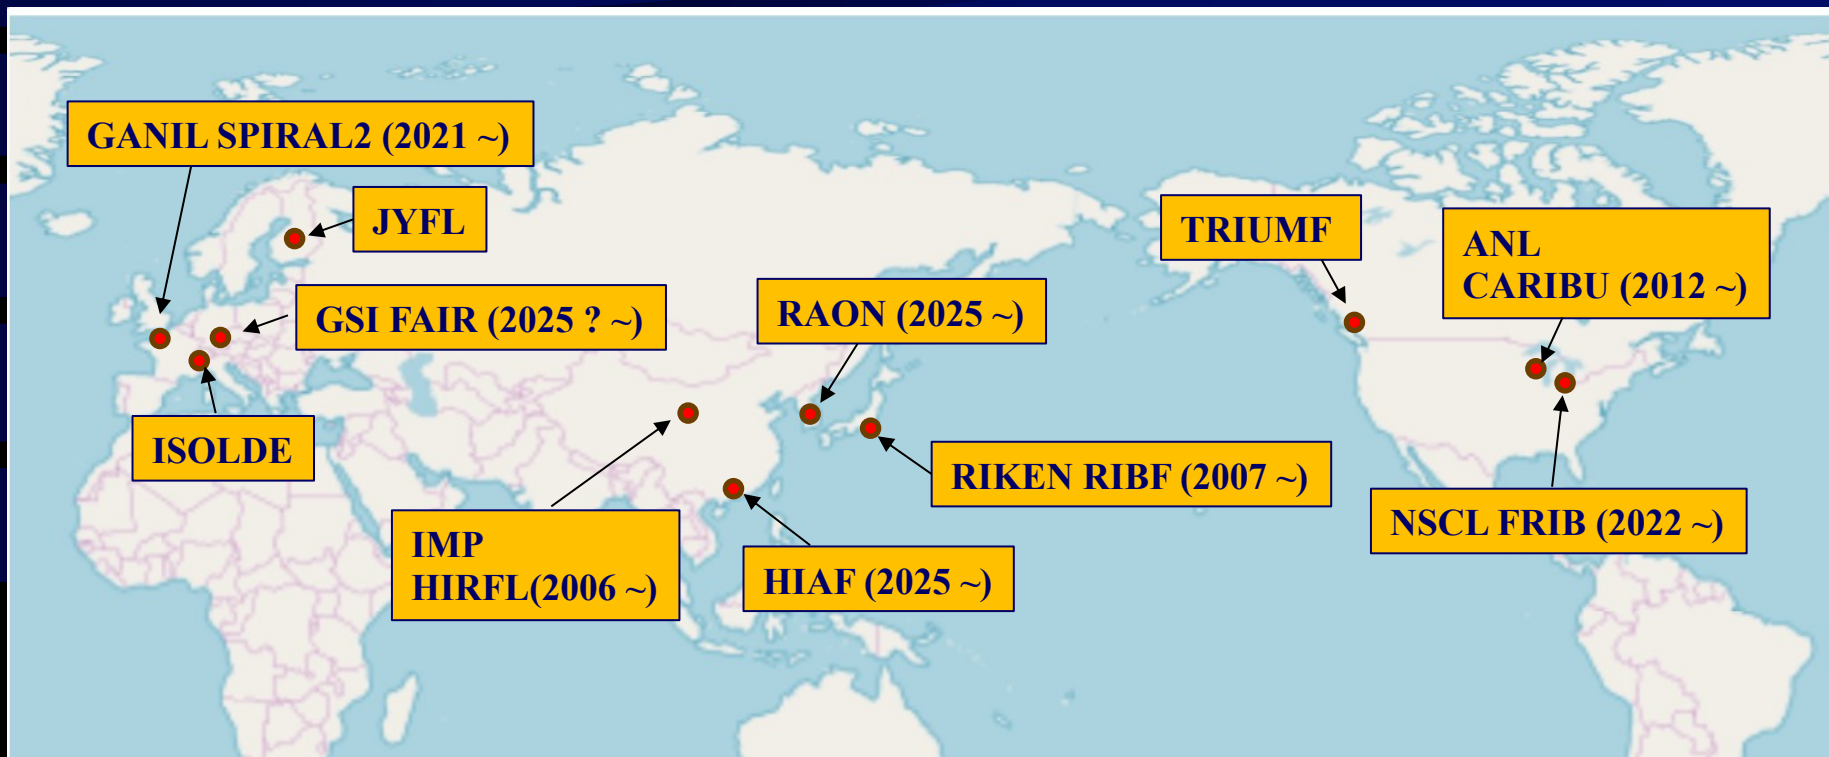 GANIL SPIRAL2 (2021 ~)
JYFL
TRIUMF
ANL
CARIBU (2012 ~)
GSI FAIR (2025 ? ~)
RAON (2025 ~)
ISOLDE
RIKEN RIBF (2007 ~)
NSCL FRIB (2022 ~)
IMP
HIRFL(2006 ~)
HIAF (2025 ~)